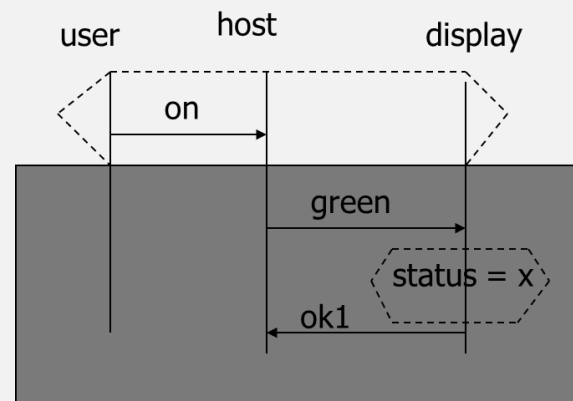 user host display
on
green
status = x
ok1